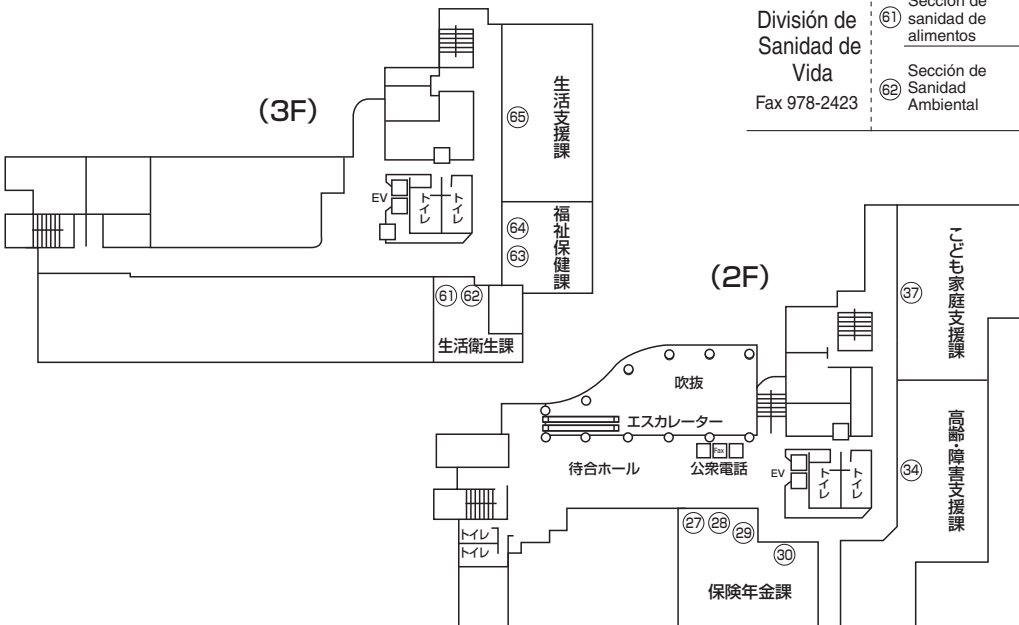 División de
Sanidad de
Vida
Fax 978-2423
61
Sección de
sanidad de
alimentos
62
Sección de
Sanidad
Ambiental
(3F)
65
生活支援課
EV
トイレ
トイレ
64
63
福祉保健課
61 62
生活衛生課
(2F)
37
こども家庭支援課
吹抜
エスカレーター
待合ホール
Fax
公衆電話
EV
トイレ
トイレ
34
高齢・障害支援課
トイレ
トイレ
27 28 29 30
保険年金課